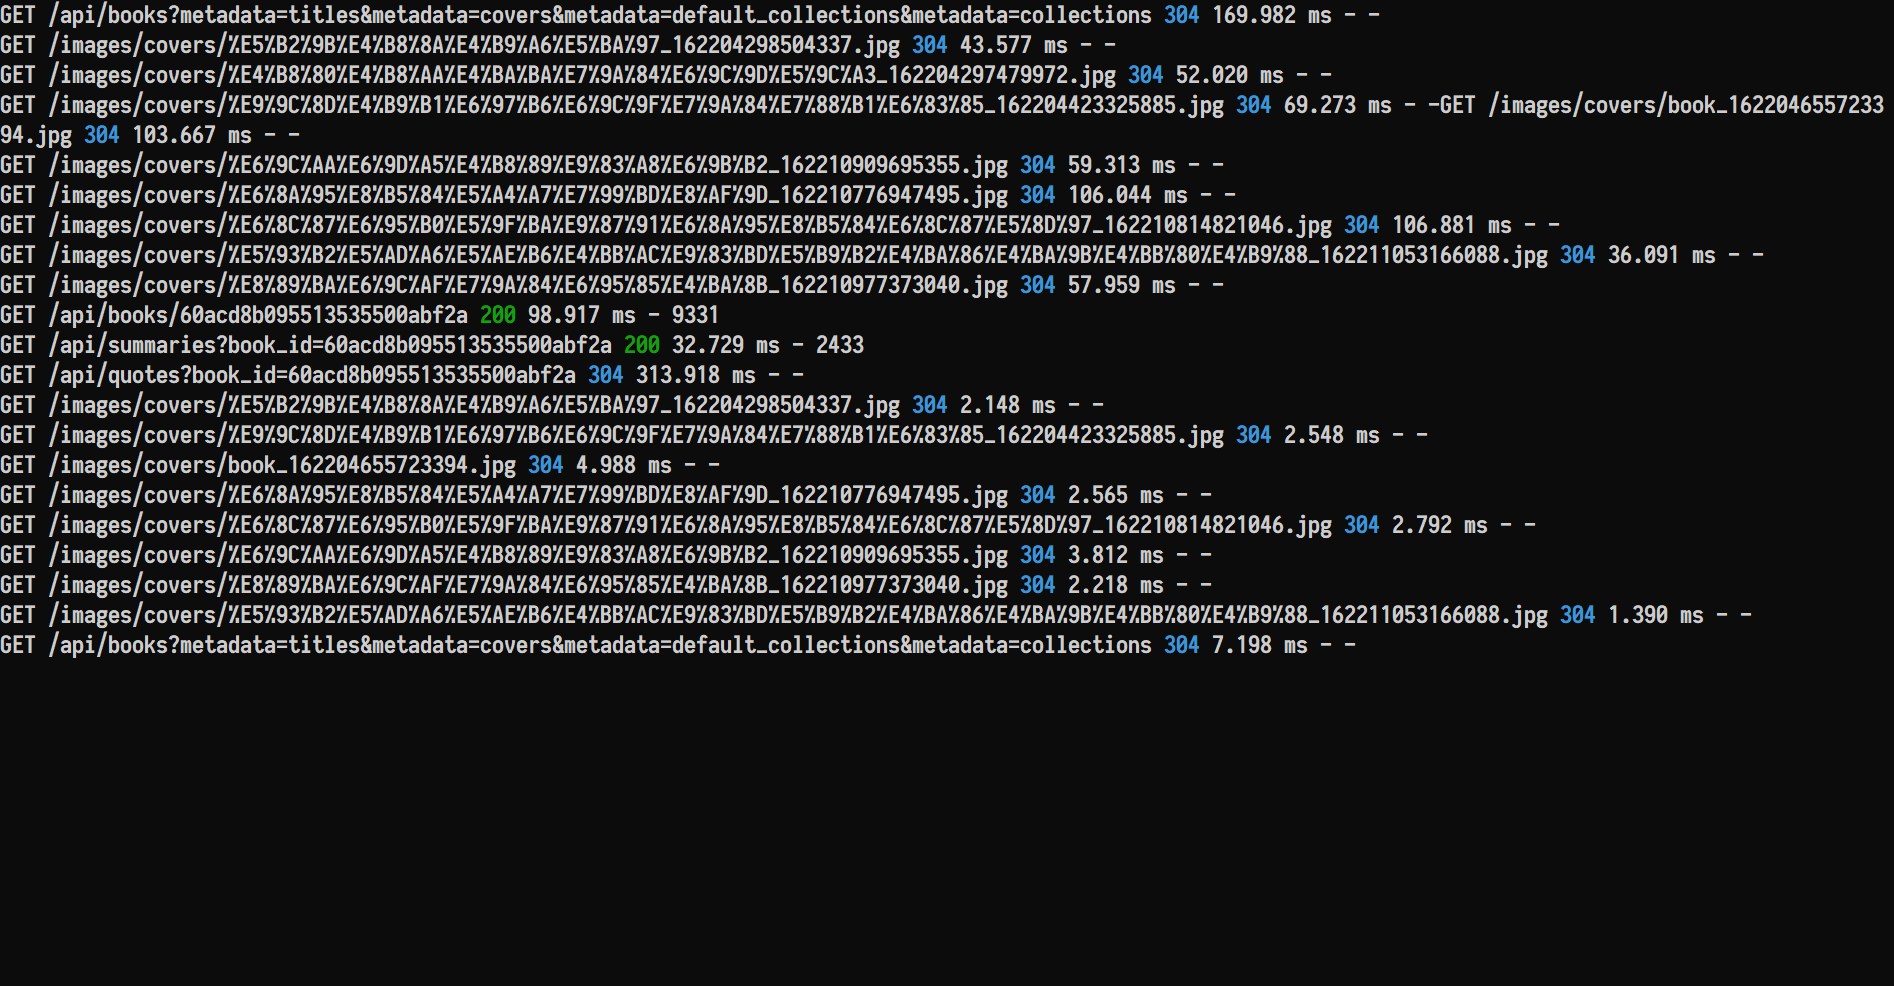 GET /api/books?metadata=titles&metadata=covers&metadata=default_collections&metadata=collections 304 169.982 ms - -
GET /images/covers/%E5%B2%9B%E4%B8%8A%E4%B9%A6%E5%BA%97_162204298504337.jpg 304 43.577 ms - -
GET /images/covers/%E4%B8%80%E4%B8%AA%E4%BA%BA%E7%9A%84%E6%9C%9D%E5%9C%A3_162204297479972.jpg 304 52.020 ms - -
GET /images/covers/%E9%9C%8D%E4%B9%B1%E6%97%B6%E6%9C%9F%E7%9A%84%E7%88%B1%E6%83%85_162204423325885.jpg 304 69.273 ms - -GET /images/covers/book_1622046557233
94.jpg 304 103.667 ms - -
GET /images/covers/%E6%9C%AA%E6%9D%A5%E4%B8%89%E9%83%A8%E6%9B%B2_162210909695355.jpg 304 59.313 ms - -
GET /images/covers/%E6%8A%95%E8%B5%84%E5%A4%A7%E7%99%BD%E8%AF%9D_162210776947495.jpg 304 106.044 ms - -
GET /images/covers/%E6%8C%87%E6%95%B0%E5%9F%BA%E9%87%91%E6%8A%95%E8%B5%84%E6%8C%87%E5%8D%97_162210814821046.jpg 304 106.881 ms - -
GET /images/covers/%E5%93%B2%E5%AD%A6%E5%AE%B6%E4%BB%AC%E9%83%BD%E5%B9%B2%E4%BA%86%E4%BA%9B%E4%BB%80%E4%B9%88_162211053166088.jpg 304 36.091 ms - -
GET /images/covers/%E8%89%BA%E6%9C%AF%E7%9A%84%E6%95%85%E4%BA%8B_162210977373040.jpg 304 57.959 ms - -
GET /api/books/60acd8b095513535500abf2a 200 98.917 ms - 9331
GET /api/summaries?book_id=60acd8b095513535500abf2a 200 32.729 ms - 2433
GET /api/quotes?book_id=60acd8b095513535500abf2a 304 313.918 ms - -
GET /images/covers/%E5%B2%9B%E4%B8%8A%E4%B9%A6%E5%BA%97_162204298504337.jpg 304 2.148 ms - -
GET /images/covers/%E9%9C%8D%E4%B9%B1%E6%97%B6%E6%9C%9F%E7%9A%84%E7%88%B1%E6%83%85_162204423325885.jpg 304 2.548 ms - -
GET /images/covers/book_162204655723394.jpg 304 4.988 ms - -
GET /images/covers/%E6%8A%95%E8%B5%84%E5%A4%A7%E7%99%BD%E8%AF%9D_162210776947495.jpg 304 2.565 ms - -
GET /images/covers/%E6%8C%87%E6%95%B0%E5%9F%BA%E9%87%91%E6%8A%95%E8%B5%84%E6%8C%87%E5%8D%97_162210814821046.jpg 304 2.792 ms - -
GET /images/covers/%E6%9C%AA%E6%9D%A5%E4%B8%89%E9%83%A8%E6%9B%B2_162210909695355.jpg 304 3.812 ms - -
GET /images/covers/%E8%89%BA%E6%9C%AF%E7%9A%84%E6%95%85%E4%BA%8B_162210977373040.jpg 304 2.218 ms - -
GET /images/covers/%E5%93%B2%E5%AD%A6%E5%AE%B6%E4%BB%AC%E9%83%BD%E5%B9%B2%E4%BA%86%E4%BA%9B%E4%BB%80%E4%B9%88_162211053166088.jpg 304 1.390 ms - -
GET /api/books?metadata=titles&metadata=covers&metadata=default_collections&metadata=collections 304 7.198 ms - -